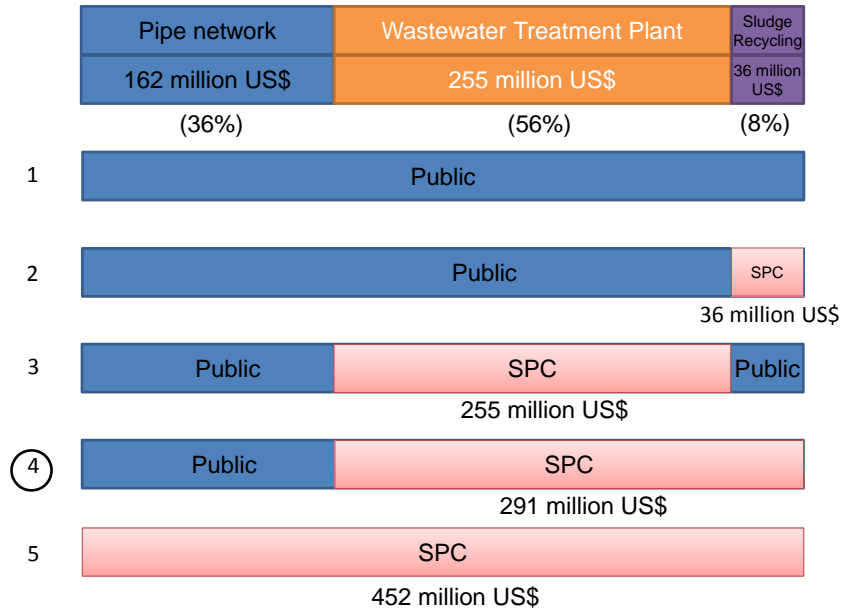 Pipe network
Wastewater Treatment Plant
Sludge
Recycling
162 million US$
255 million US$
36 million
US$
(36%)
(56%)
(8%)
1
Public
2
Public
SPC
36 million US$
3
Public
SPC
Public
255 million US$
4
Public
SPC
291 million US$
5
SPC
452 million US$